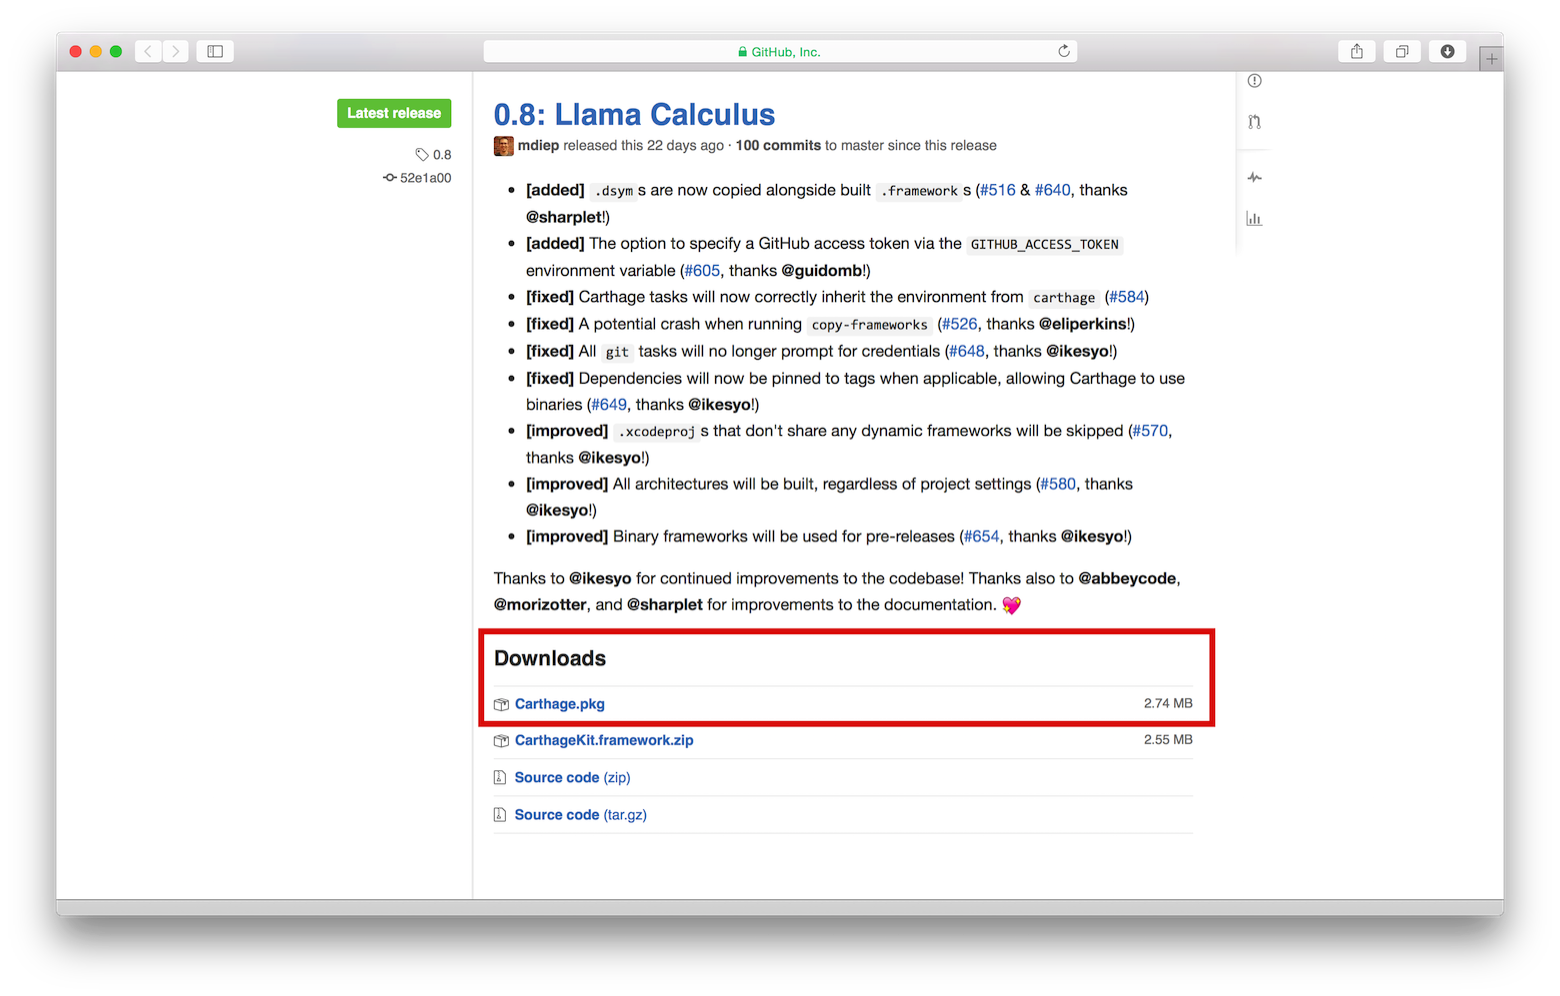 GitHub, Inc.
Latest release
0.8
52e1a00
0.8: Llama Calculus
mdiep released this 22 days ago · 100 commits to master since this release
• [added] .dsym s are now copied alongside built .framework s (#516 & #640, thanks
@sharplet!)
• [added] The option to specify a GitHub access token via the GITHUB_ACCESS_TOKEN
environment variable (#605, thanks @guidomb!)
• [fixed] Carthage tasks will now correctly inherit the environment from carthage (#584)
• [fixed] A potential crash when running copy-frameworks (#526, thanks @eliperkins!)
• [fixed] All git tasks will no longer prompt for credentials (#648, thanks @ikesyo!)
• [fixed] Dependencies will now be pinned to tags when applicable, allowing Carthage to use
binaries (#649, thanks @ikesyo!)
• [improved] .xcodeproj s that don't share any dynamic frameworks will be skipped (#570,
thanks @ikesyo!)
• [improved] All architectures will be built, regardless of project settings (#580, thanks
@ikesyo!)
• [improved] Binary frameworks will be used for pre-releases (#654, thanks @ikesyo!)
Thanks to @ikesyo for continued improvements to the codebase! Thanks also to @abbeycode,
@morizotter, and @sharplet for improvements to the documentation. 💖
Downloads
Carthage.pkg 2.74 MB
CarthageKit.framework.zip 2.55 MB
Source code (zip)
Source code (tar.gz)